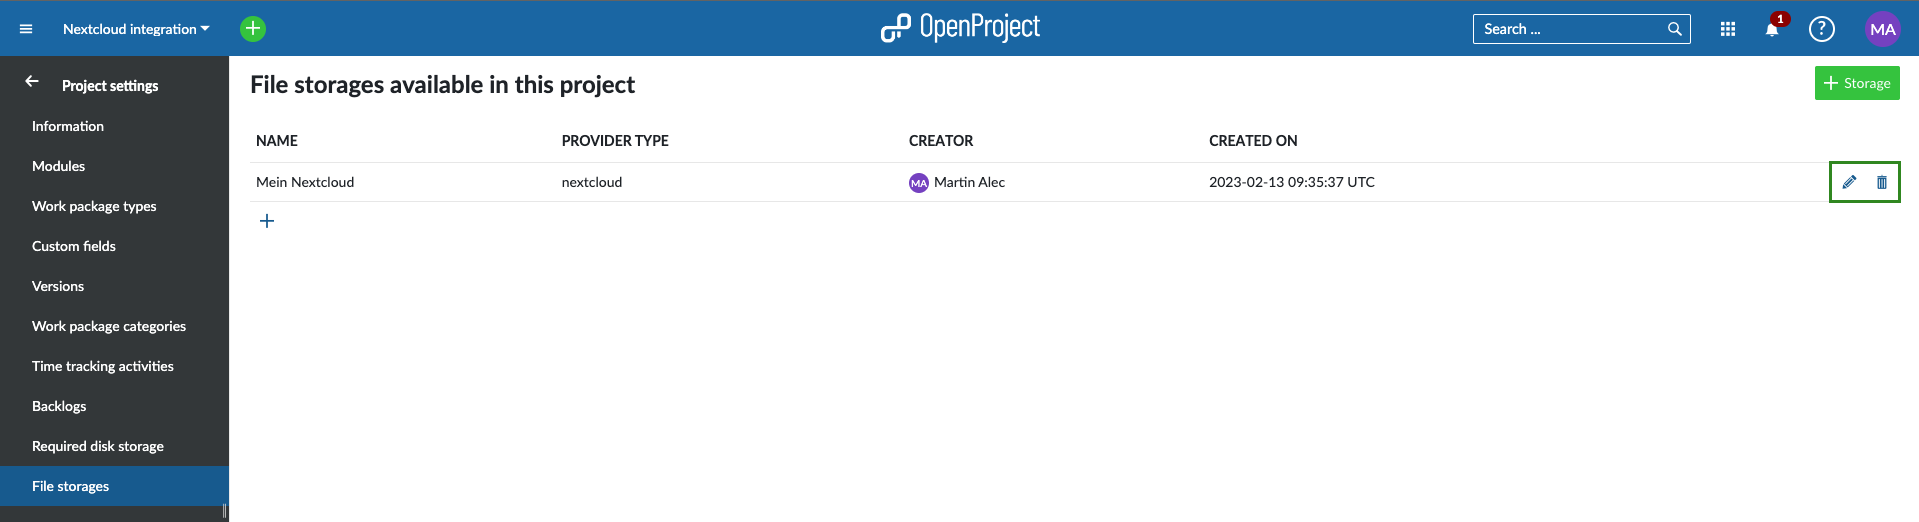 Nextcloud integration
OpenProject
Search ...
1
?
MA
Project settings
Information
Modules
Work package types
Custom fields
Versions
Work package categories
Time tracking activities
Backlogs
Required disk storage
File storages
File storages available in this project
+ Storage
NAME PROVIDER TYPE CREATOR CREATED ON
Mein Nextcloud nextcloud MA Martin Alec 2023-02-13 09:35:37 UTC